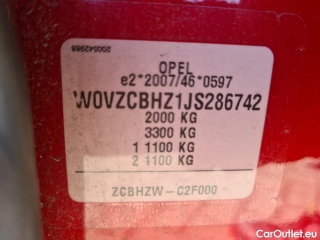 200542988
OPEL
e2*2007/46*0597
W0VZCBHZ1JS286742
2000 KG
3300 KG
1 1100 KG
2 1100 KG
ZCBHZW-C2F000
CarOutlet.eu